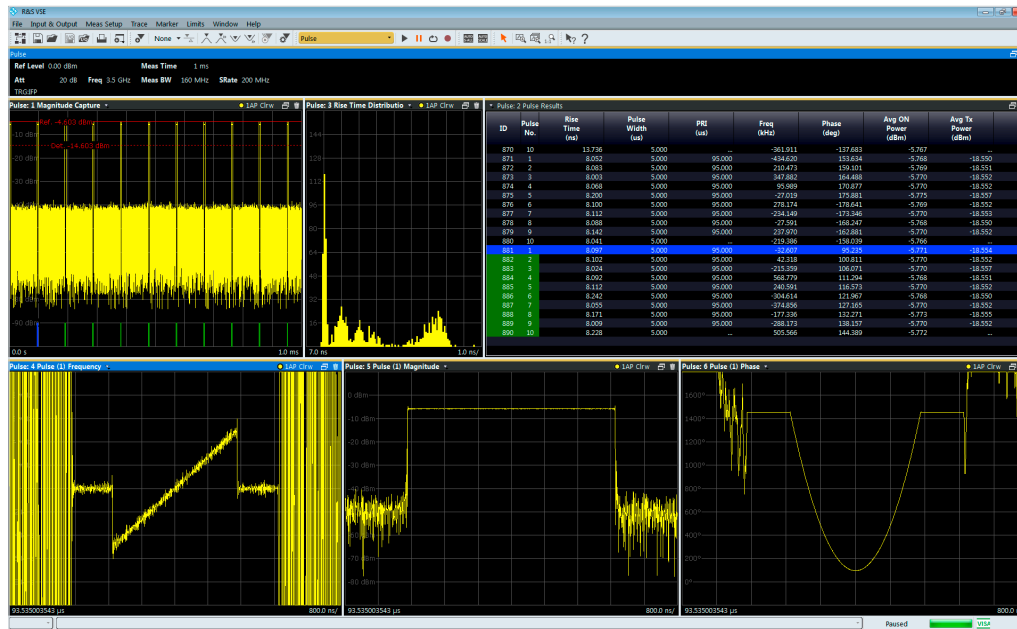 R&S VSE
File Input & Output Meas Setup Trace Marker Limits Window Help
None Pulse
Pulse
Ref Level 0.00 dBm Meas Time 1 ms
Att 20 dB Freq 3.5 GHz Meas BW 160 MHz SRate 200 MHz
TRG:IFP
Pulse: 1 Magnitude Capture 1AP Clrw
Ref. -4.603 dBm
-10 dBm
Det. -14.603 dBm
-20 dBm
-30 dBm
-90 dBm
0.0 s 1.0 ms
Pulse: 3 Rise Time Distributio 1AP Clrw
144
128
112
96
80
64
48
32
16
7.0 ns 1.0 ns/
Pulse: 2 Pulse Results
ID Pulse No. Rise Time (ns) Pulse Width (us) PRI (us) Freq (kHz) Phase (deg) Avg ON Power (dBm) Avg Tx Power (dBm)
870 10 13.736 5.000 ... -361.911 -137.683 -5.767 ...
871 1 8.052 5.000 95.000 -434.620 153.634 -5.768 -18.550
872 2 8.083 5.000 95.000 210.473 159.101 -5.769 -18.551
873 3 8.003 5.000 95.000 347.882 164.488 -5.770 -18.552
874 4 8.068 5.000 95.000 95.989 170.877 -5.770 -18.552
875 5 8.200 5.000 95.000 -27.019 175.881 -5.775 -18.557
876 6 8.100 5.000 95.000 278.174 -178.641 -5.769 -18.552
877 7 8.112 5.000 95.000 -234.149 -173.346 -5.770 -18.553
878 8 8.088 5.000 95.000 -27.591 -168.247 -5.768 -18.550
879 9 8.142 5.000 95.000 237.970 -162.881 -5.770 -18.552
880 10 8.041 5.000 ... -219.386 -158.039 -5.766 ...
881 1 8.097 5.000 95.000 -32.607 95.235 -5.771 -18.554
882 2 8.102 5.000 95.000 42.318 100.811 -5.770 -18.552
883 3 8.024 5.000 95.000 -215.359 106.071 -5.770 -18.557
884 4 8.092 5.000 95.000 568.779 111.294 -5.768 -18.551
885 5 8.112 5.000 95.000 240.591 116.573 -5.770 -18.552
886 6 8.242 5.000 95.000 -304.614 121.967 -5.768 -18.550
887 7 8.055 5.000 95.000 -374.856 127.165 -5.770 -18.552
888 8 8.171 5.000 95.000 -177.336 132.271 -5.773 -18.555
889 9 8.009 5.000 95.000 -288.173 138.157 -5.770 -18.552
890 10 8.228 5.000 ... 505.566 144.389 -5.772 ...
Pulse: 4 Pulse (1) Frequency 1AP Clrw
93.535003543 µs 800.0 ns/
Pulse: 5 Pulse (1) Magnitude 1AP Clrw
0 dBm
-10 dBm
-20 dBm
-30 dBm
-40 dBm
-70 dBm
-80 dBm
93.535003543 µs 800.0 ns/
Pulse: 6 Pulse (1) Phase 1AP Clrw
1600°
1400°
1200°
1000°
800°
600°
400°
200°
0°
93.535003543 µs 800.0
Paused VISA